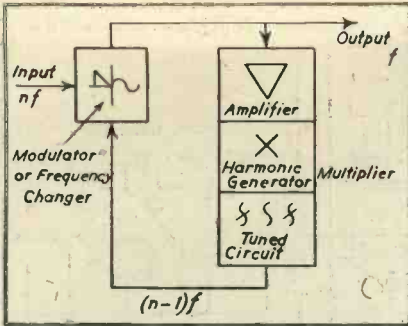 Input
nf
Modulator
or Frequency
Changer
Output
f
Amplifier
Harmonic
Generator
Multiplier
Tuned
Circuit
(n-1)f